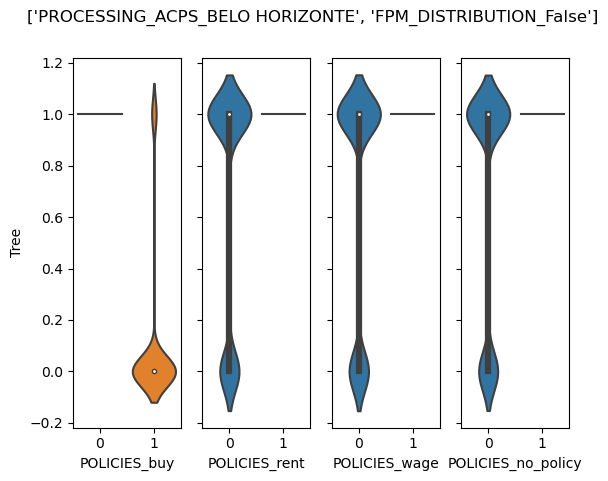 ['PROCESSING_ACPS_BELO HORIZONTE', 'FPM_DISTRIBUTION_False']
1.2
1.0
0.8
0.6
0.4
0.2
0.0
−0.2
Tree
0 1 0 1 0 1 0 1
POLICIES_buy POLICIES_rent POLICIES_wage POLICIES_no_policy